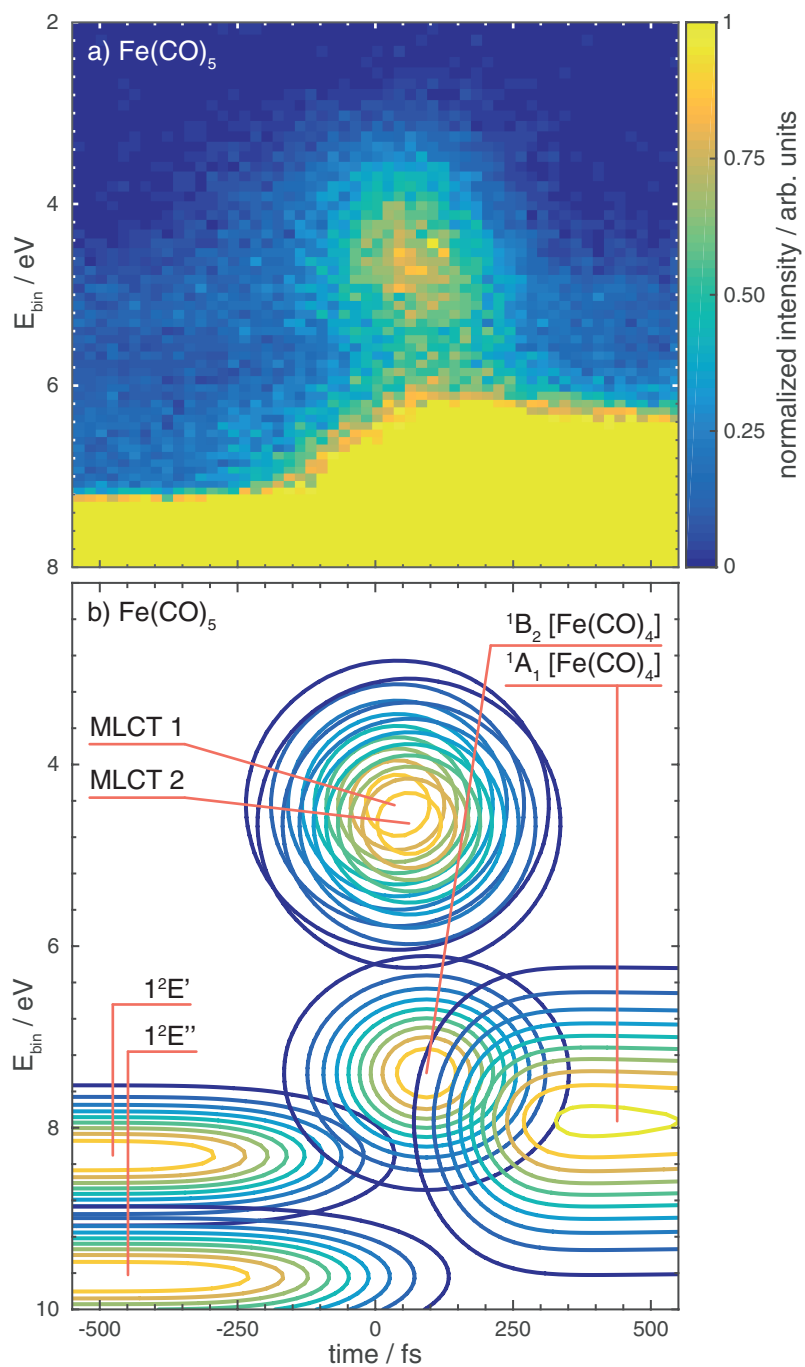 a) Fe(CO)₅
2
4
6
8
E_bin / eV
1
0.75
0.50
0.25
0
normalized intensity / arb. units
b) Fe(CO)₅
¹B₂ [Fe(CO)₄]
¹A₁ [Fe(CO)₄]
MLCT 1
MLCT 2
1²E'
1²E''
4
6
8
10
E_bin / eV
-500 -250 0 250 500
time / fs